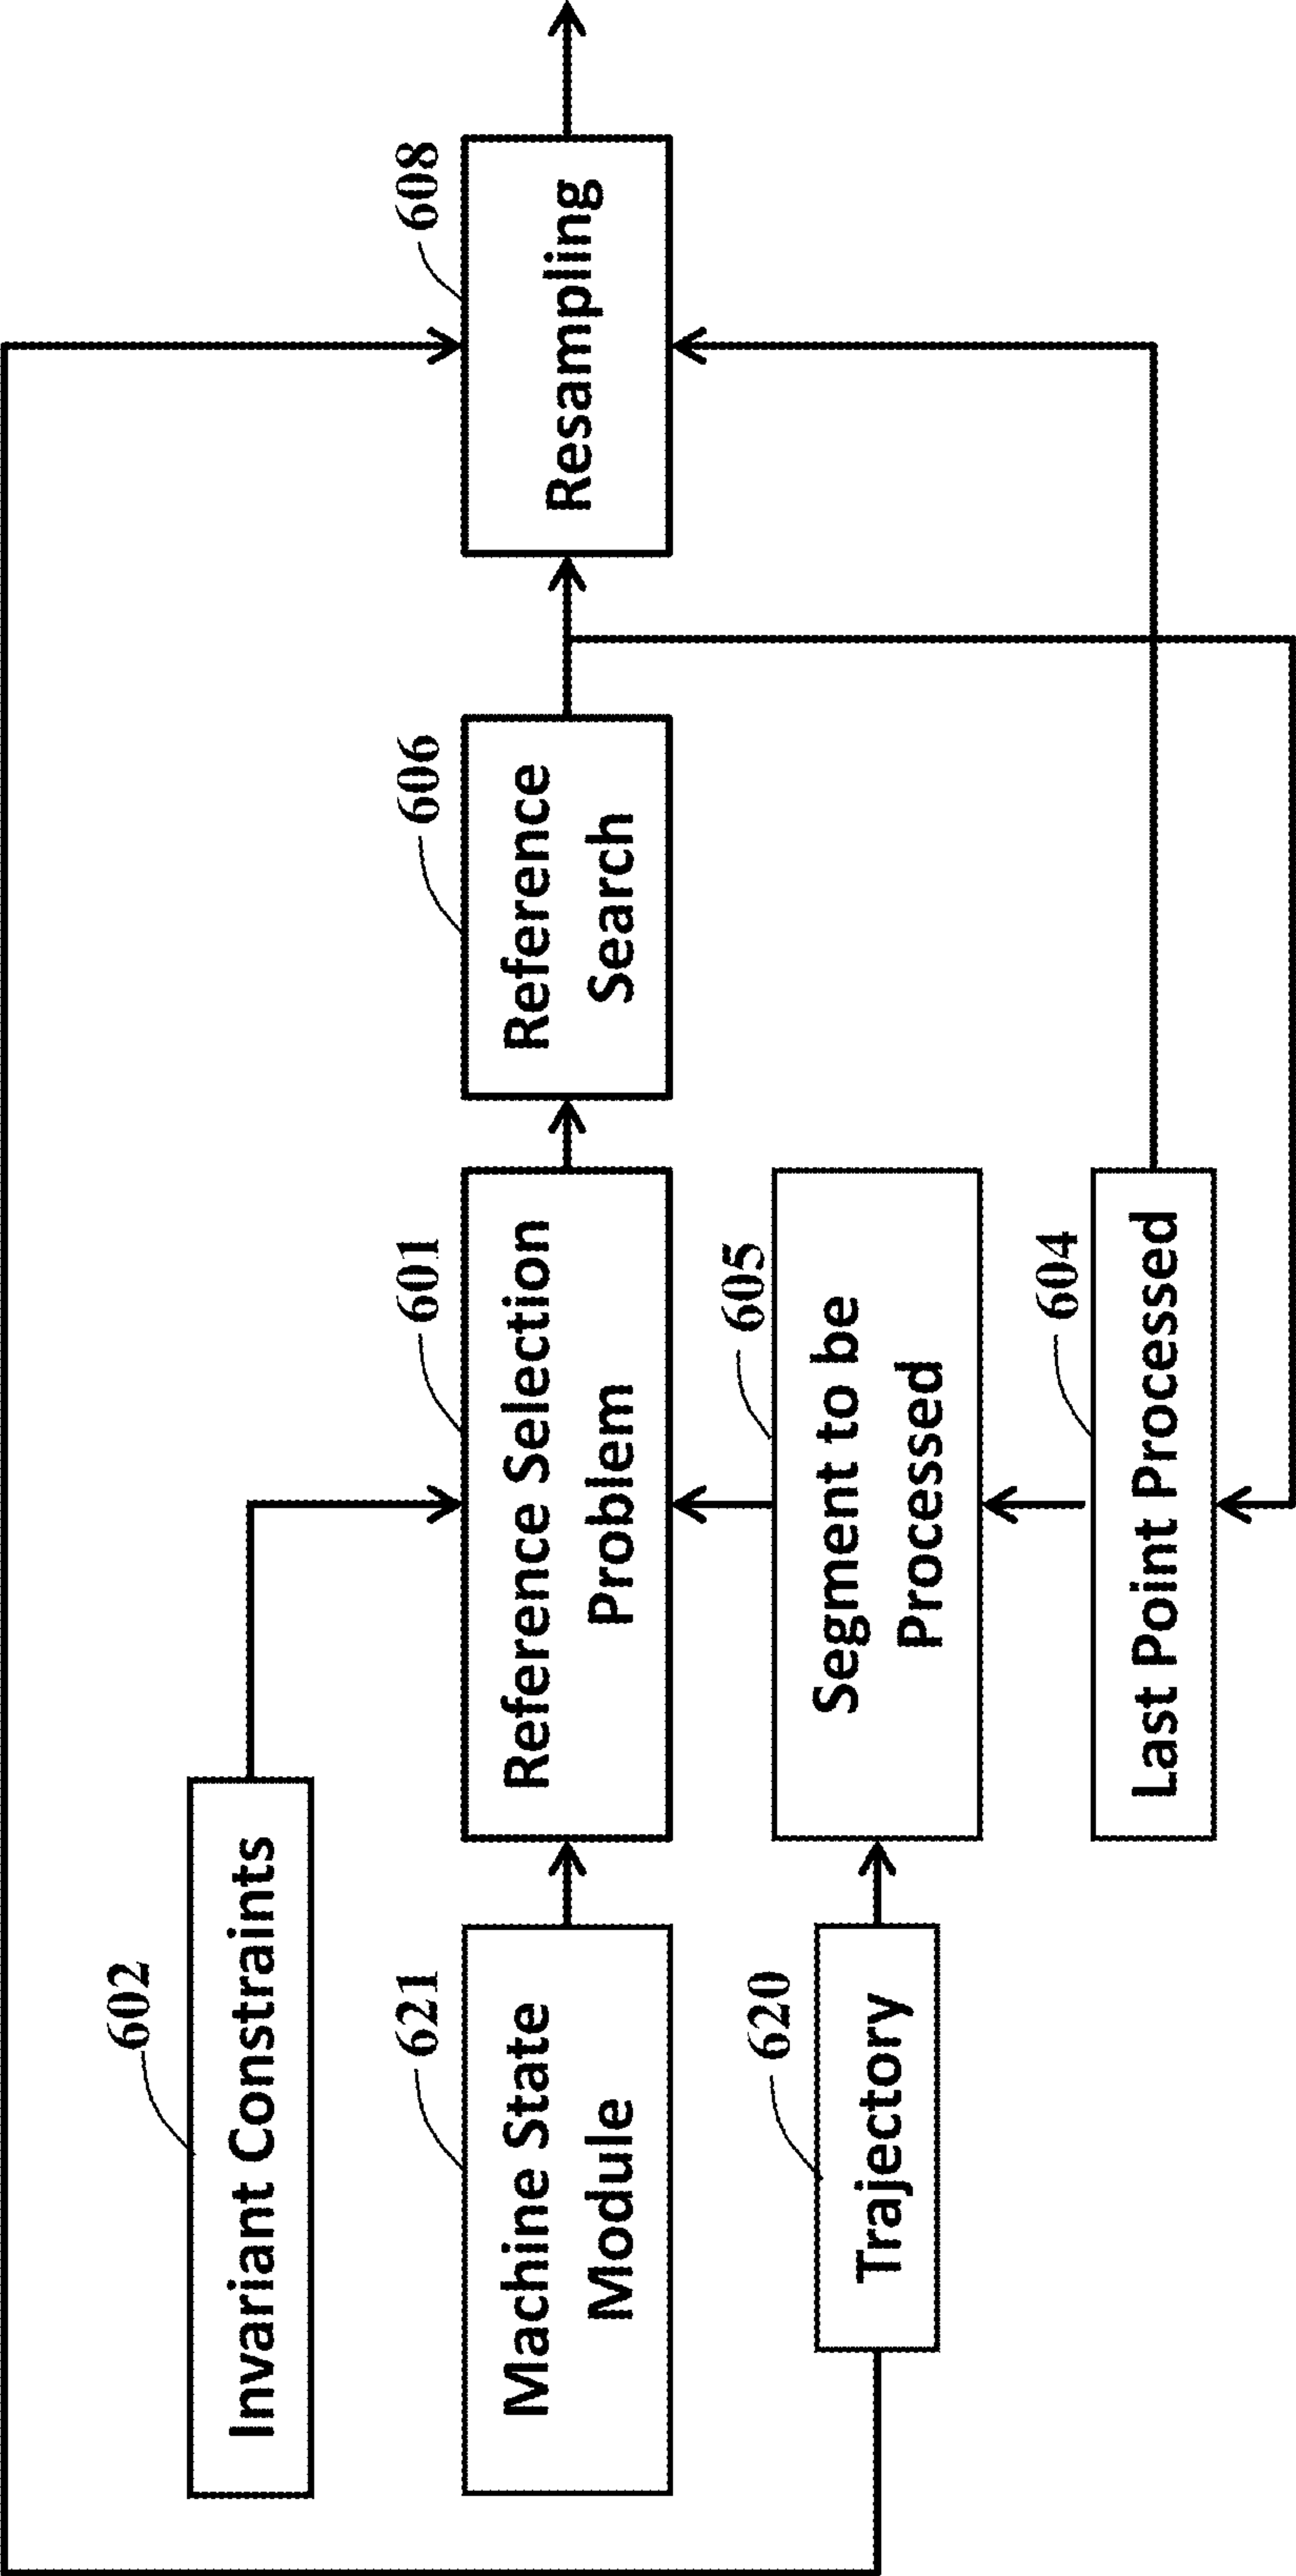 602
Invariant Constraints
621
Machine State
Module
601
Reference Selection
Problem
606
Reference
Search
608
Resampling
620
Trajectory
605
Segment to be
Processed
604
Last Point Processed